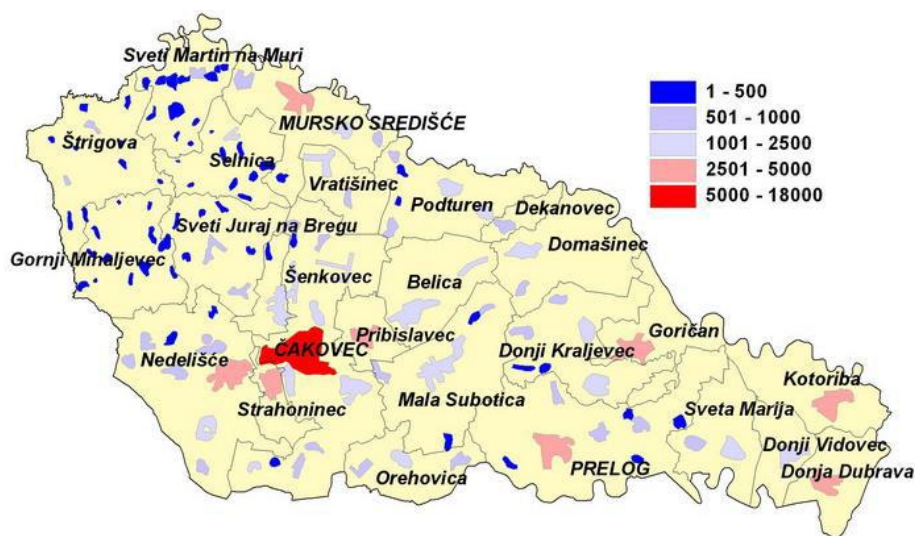 Sveti Martin na Muri
1 - 500
501 - 1000
1001 - 2500
2501 - 5000
5000 - 18000
MURSKO SREDIŠĆE
Štrigova
Selnica
Vratišinec
Podturen
Dekanovec
Sveti Juraj na Bregu
Domašinec
Gornji Mihaljevec
Šenkovec
Belica
Pribislavec
Goričan
ČAKOVEC
Donji Kraljevec
Nedelišće
Kotoriba
Mala Subotica
Strahoninec
Sveta Marija
Donji Vidovec
PRELOG
Donja Dubrava
Orehovica